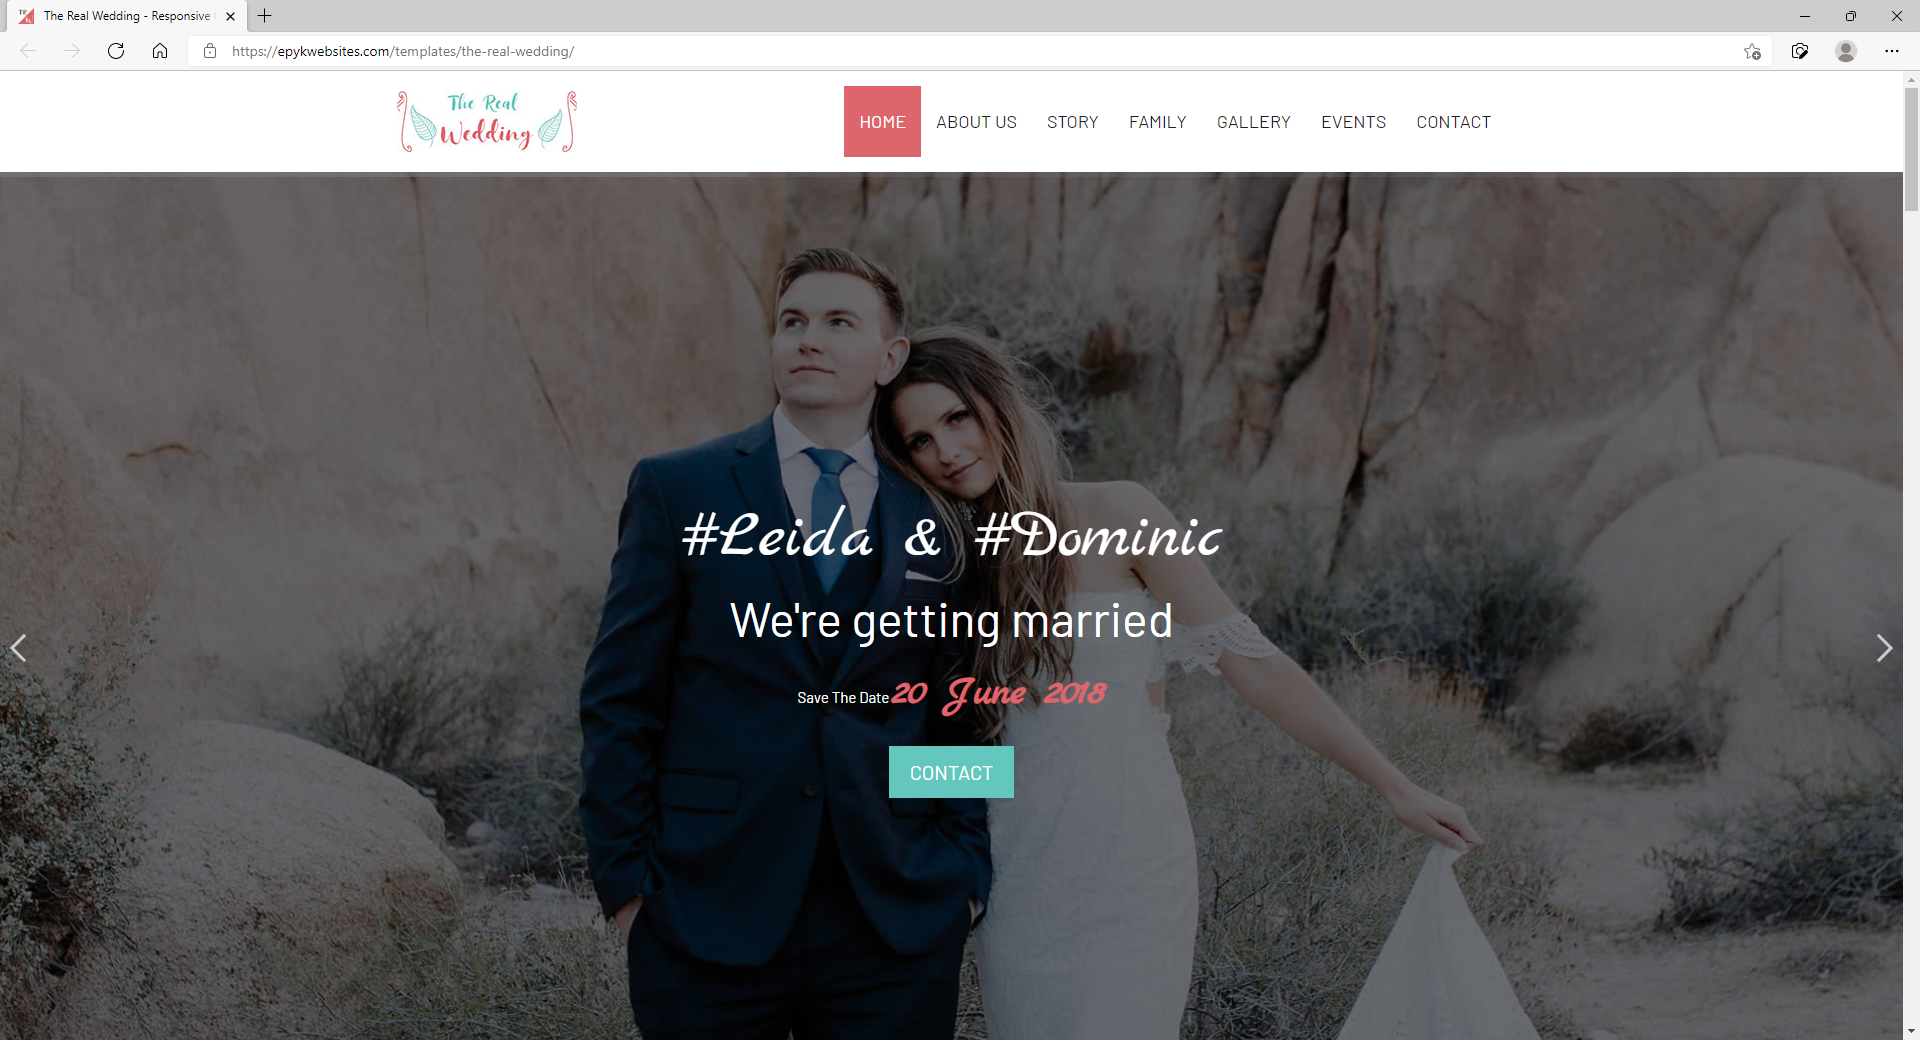 The Real Wedding - Responsive
https://epykwebsites.com/templates/the-real-wedding/
The Real
Wedding
HOME ABOUT US STORY FAMILY GALLERY EVENTS CONTACT
#Leida & #Dominic
We're getting married
Save The Date 20 June 2018
CONTACT